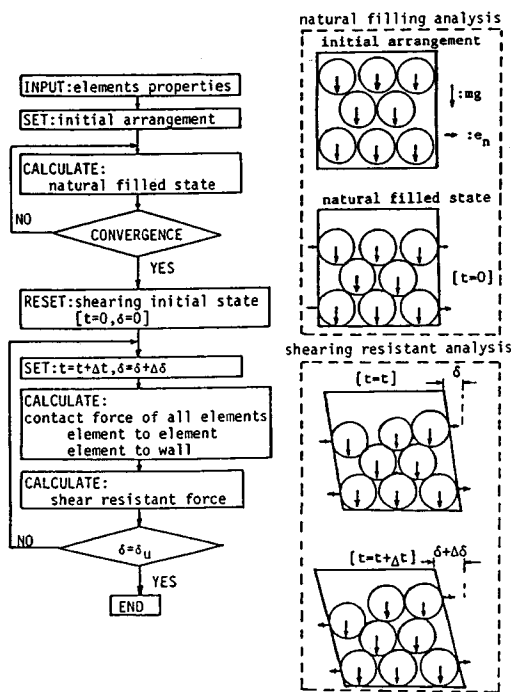 INPUT:elements properties
SET:initial arrangement
CALCULATE:
natural filled state
NO
CONVERGENCE
YES
RESET:shearing initial state
[t=0,δ=0]
SET:t=t+Δt,δ=δ+Δδ
CALCULATE:
contact force of all elements
element to element
element to wall
CALCULATE:
shear resistant force
NO
δ=δu
YES
END
natural filling analysis
initial arrangement
:mg
:en
natural filled state
[t=0]
shearing resistant analysis
[t=t]
δ
[t=t+Δt]
δ+Δδ